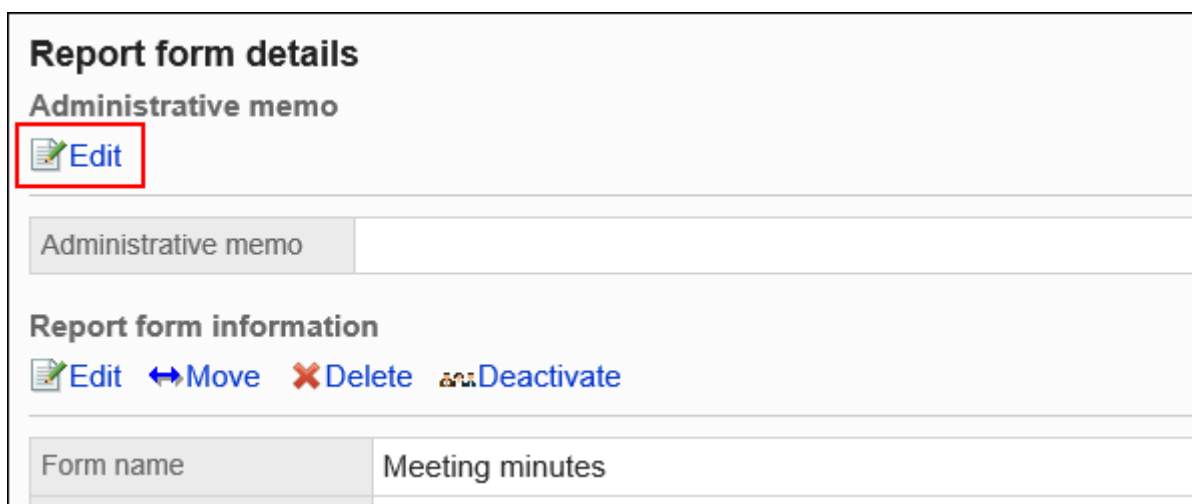 Report form details
Administrative memo
Edit
Administrative memo
Report form information
Edit Move Delete Deactivate
Form name Meeting minutes